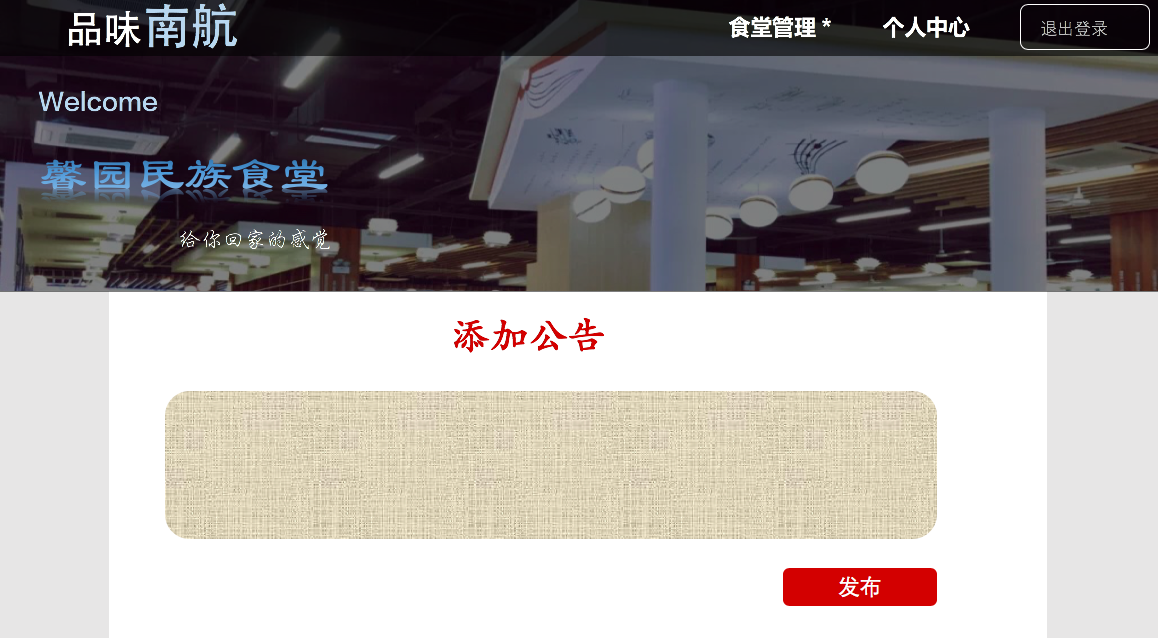 品味南航
食堂管理 *
个人中心
退出登录
Welcome
馨园民族食堂
给你回家的感觉
添加公告
发布